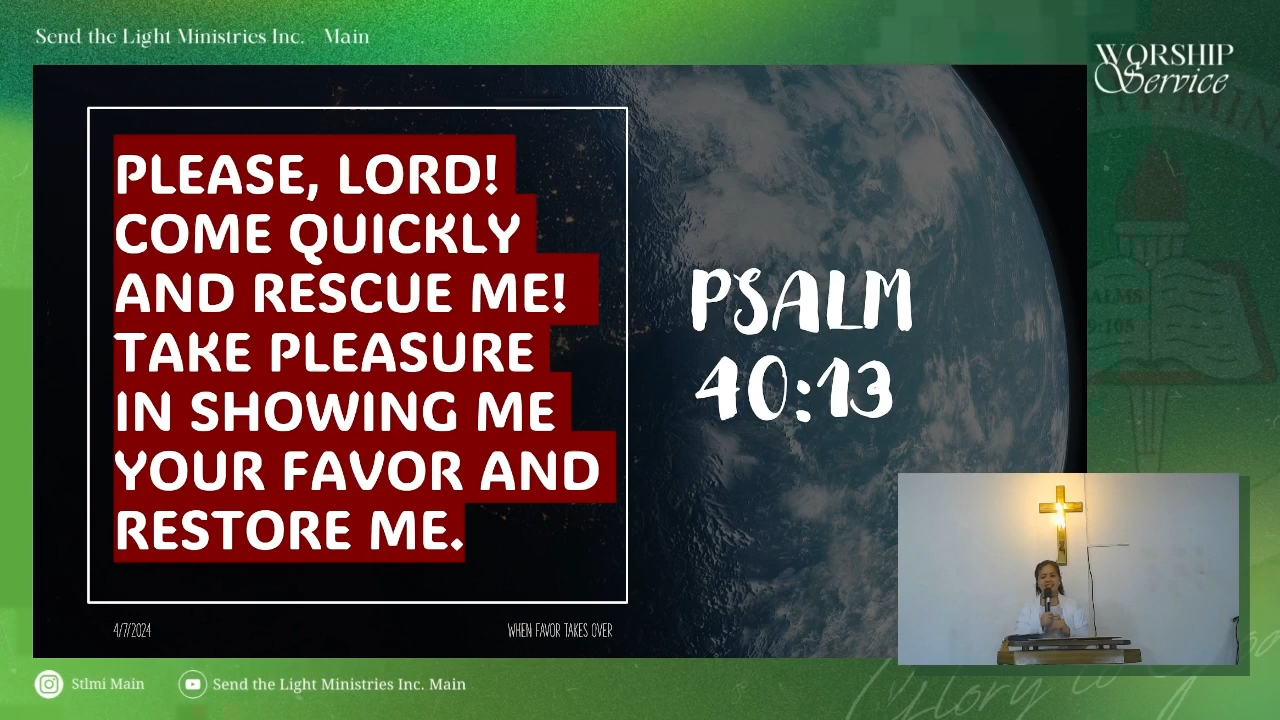 Send the Light Ministries Inc. Main
WORSHIP
Service
PLEASE, LORD!
COME QUICKLY
AND RESCUE ME!
TAKE PLEASURE
IN SHOWING ME
YOUR FAVOR AND
RESTORE ME.
PSALM
40:13
4/7/2024
WHEN FAVOR TAKES OVER
Stlmi Main
Send the Light Ministries Inc. Main